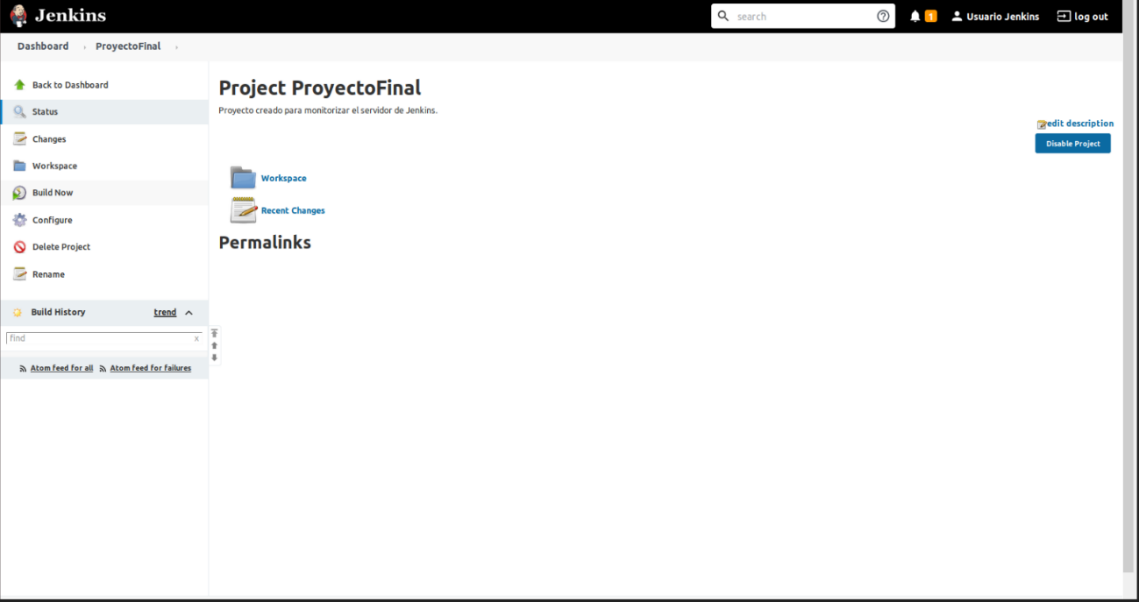 Jenkins
search
1
Usuario Jenkins
log out
Dashboard
ProyectoFinal
Back to Dashboard
Status
Changes
Workspace
Build Now
Configure
Delete Project
Rename
Build History
trend
find
x
Atom feed for all
Atom feed for failures
Project ProyectoFinal
Proyecto creado para monitorizar el servidor de Jenkins.
edit description
Disable Project
Workspace
Recent Changes
Permalinks